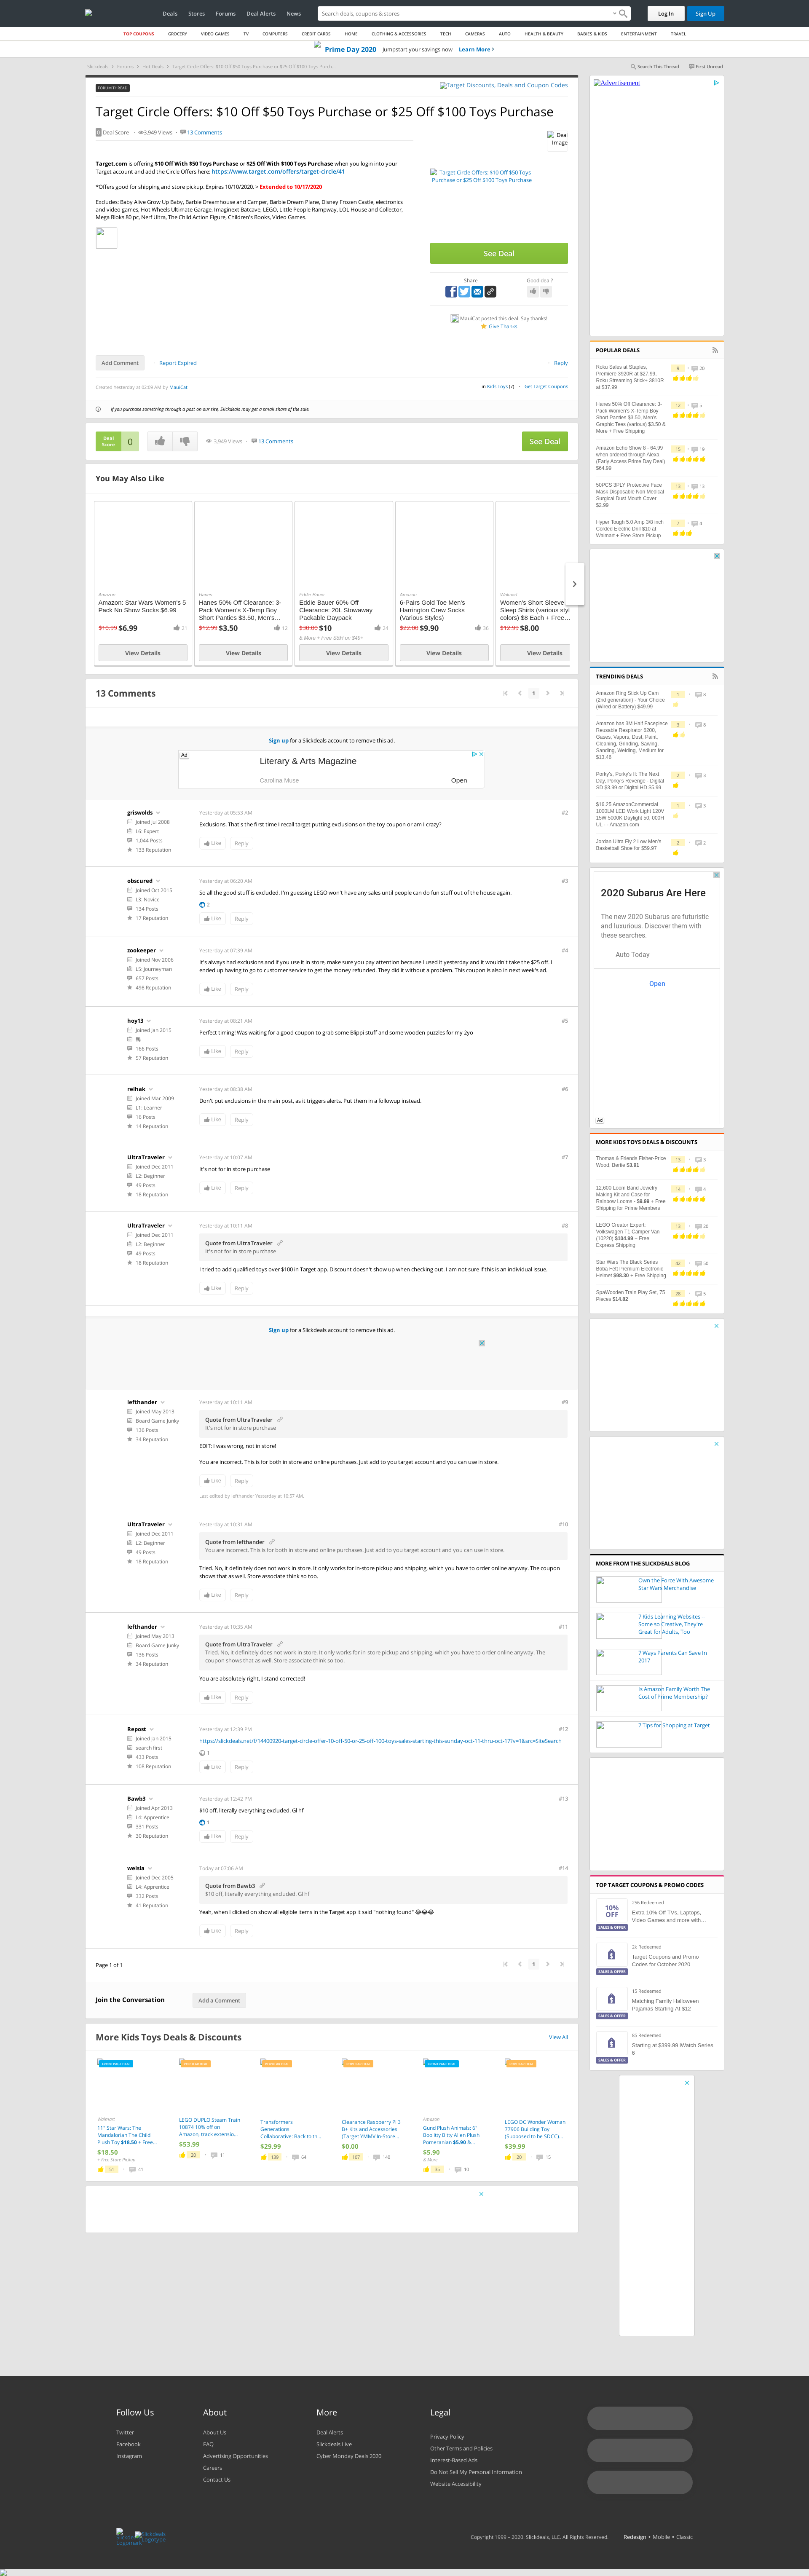 Deals Stores Forums Deal Alerts News
Search deals, coupons & stores
Log In
Sign Up
TOP COUPONS GROCERY VIDEO GAMES TV COMPUTERS CREDIT CARDS HOME CLOTHING & ACCESSORIES TECH CAMERAS AUTO HEALTH & BEAUTY BABIES & KIDS ENTERTAINMENT TRAVEL
Prime Day 2020 Jumpstart your savings now Learn More
Slickdeals Forums Hot Deals Target Circle Offers: $10 Off $50 Toys Purchase or $25 Off $100 Toys Purch...
Search This Thread First Unread
FORUM THREAD
Target Discounts, Deals and Coupon Codes
Target Circle Offers: $10 Off $50 Toys Purchase or $25 Off $100 Toys Purchase
0 Deal Score 3,949 Views 13 Comments
Deal Image
Target.com is offering $10 Off With $50 Toys Purchase or $25 Off With $100 Toys Purchase when you login into your
Target account and add the Circle Offers here: https://www.target.com/offers/target-circle/41
*Offers good for shipping and store pickup. Expires 10/10/2020. > Extended to 10/17/2020
Excludes: Baby Alive Grow Up Baby, Barbie Dreamhouse and Camper, Barbie Dream Plane, Disney Frozen Castle, electronics
and video games, Hot Wheels Ultimate Garage, Imaginext Batcave, LEGO, Little People Rampway, LOL House and Collector,
Mega Bloks 80 pc, Nerf Ultra, The Child Action Figure, Children's Books, Video Games.
Target Circle Offers: $10 Off $50 Toys
Purchase or $25 Off $100 Toys Purchase
See Deal
Share
Good deal?
MauiCat posted this deal. Say thanks!
Give Thanks
Add Comment Report Expired
Reply
Created Yesterday at 02:09 AM by MauiCat
in Kids Toys (?) Get Target Coupons
If you purchase something through a post on our site, Slickdeals may get a small share of the sale.
Deal Score 0
3,949 Views 13 Comments
See Deal
You May Also Like
Amazon
Amazon: Star Wars Women's 5
Pack No Show Socks $6.99
$10.99 $6.99 21
View Details
Hanes
Hanes 50% Off Clearance: 3-
Pack Women's X-Temp Boy
Short Panties $3.50, Men's...
$12.99 $3.50 12
View Details
Eddie Bauer
Eddie Bauer 60% Off
Clearance: 20L Stowaway
Packable Daypack
$30.00 $10 24
& More + Free S&H on $49+
View Details
Amazon
6-Pairs Gold Toe Men's
Harrington Crew Socks
(Various Styles)
$22.00 $9.90 36
View Details
Walmart
Women's Short Sleeve
Sleep Shirts (various styl
colors) $8 Each + Free...
$12.99 $8.00
View Details
13 Comments
1
Sign up for a Slickdeals account to remove this ad.
Ad
Literary & Arts Magazine
Carolina Muse
Open
griswolds
Joined Jul 2008
L6: Expert
1,044 Posts
133 Reputation
Yesterday at 05:53 AM
#2
Exclusions. That's the first time I recall target putting exclusions on the toy coupon or am I crazy?
Like Reply
obscured
Joined Oct 2015
L3: Novice
134 Posts
17 Reputation
Yesterday at 06:20 AM
#3
So all the good stuff is excluded. I'm guessing LEGO won't have any sales until people can do fun stuff out of the house again.
2
Like Reply
zookeeper
Joined Nov 2006
L5: Journeyman
657 Posts
498 Reputation
Yesterday at 07:39 AM
#4
It's always had exclusions and if you use it in store, make sure you pay attention because I used it yesterday and it wouldn't take the $25 off. I
ended up having to go to customer service to get the money refunded. They did it without a problem. This coupon is also in next week's ad.
Like Reply
hoy13
Joined Jan 2015
166 Posts
57 Reputation
Yesterday at 08:21 AM
#5
Perfect timing! Was waiting for a good coupon to grab some Blippi stuff and some wooden puzzles for my 2yo
Like Reply
relhak
Joined Mar 2009
L1: Learner
16 Posts
14 Reputation
Yesterday at 08:38 AM
#6
Don't put exclusions in the main post, as it triggers alerts. Put them in a followup instead.
Like Reply
UltraTraveler
Joined Dec 2011
L2: Beginner
49 Posts
18 Reputation
Yesterday at 10:07 AM
#7
It's not for in store purchase
Like Reply
UltraTraveler
Joined Dec 2011
L2: Beginner
49 Posts
18 Reputation
Yesterday at 10:11 AM
#8
Quote from UltraTraveler
It's not for in store purchase
I tried to add qualified toys over $100 in Target app. Discount doesn't show up when checking out. I am not sure if this is an individual issue.
Like Reply
Sign up for a Slickdeals account to remove this ad.
lefthander
Joined May 2013
Board Game Junky
136 Posts
34 Reputation
Yesterday at 10:11 AM
#9
Quote from UltraTraveler
It's not for in store purchase
EDIT: I was wrong, not in store!
You are incorrect. This is for both in store and online purchases. Just add to you target account and you can use in store.
Like Reply
Last edited by lefthander Yesterday at 10:57 AM.
UltraTraveler
Joined Dec 2011
L2: Beginner
49 Posts
18 Reputation
Yesterday at 10:31 AM
#10
Quote from lefthander
You are incorrect. This is for both in store and online purchases. Just add to you target account and you can use in store.
Tried. No, it definitely does not work in store. It only works for in-store pickup and shipping, which you have to order online anyway. The coupon
shows that as well. Store associate think so too.
Like Reply
lefthander
Joined May 2013
Board Game Junky
136 Posts
34 Reputation
Yesterday at 10:35 AM
#11
Quote from UltraTraveler
Tried. No, it definitely does not work in store. It only works for in-store pickup and shipping, which you have to order online anyway. The
coupon shows that as well. Store associate think so too.
You are absolutely right, I stand corrected!
Like Reply
Repost
Joined Jan 2015
search first
433 Posts
108 Reputation
Yesterday at 12:39 PM
#12
https://slickdeals.net/f/14400920-target-circle-offer-10-off-50-or-25-off-100-toys-sales-starting-this-sunday-oct-11-thru-oct-17?v=1&src=SiteSearch
1
Like Reply
Bawb3
Joined Apr 2013
L4: Apprentice
331 Posts
30 Reputation
Yesterday at 12:42 PM
#13
$10 off, literally everything excluded. Gl hf
1
Like Reply
weisla
Joined Dec 2005
L4: Apprentice
332 Posts
41 Reputation
Today at 07:06 AM
#14
Quote from Bawb3
$10 off, literally everything excluded. Gl hf
Yeah, when I clicked on show all eligible items in the Target app it said "nothing found" 😂😂😂
Like Reply
Page 1 of 1
1
Join the Conversation
Add a Comment
More Kids Toys Deals & Discounts
View All
FRONTPAGE DEAL
Walmart
11" Star Wars: The
Mandalorian The Child
Plush Toy $18.50 + Free...
$18.50
+ Free Store Pickup
51 41
POPULAR DEAL
LEGO DUPLO Steam Train
10874 10% off on
Amazon, track extensio...
$53.99
20 11
POPULAR DEAL
Transformers
Generations
Collaborative: Back to th...
$29.99
139 64
POPULAR DEAL
Clearance Raspberry Pi 3
B+ Kits and Accessories
(Target YMMV In-Store...
$0.00
107 140
FRONTPAGE DEAL
Amazon
Gund Plush Animals: 6"
Boo Itty Bitty Alien Plush
Pomeranian $5.90 &...
$5.90
& More
35 10
POPULAR DEAL
LEGO DC Wonder Woman
77906 Building Toy
(Supposed to be SDCC)...
$39.99
20 15
Advertisement
POPULAR DEALS
Roku Sales at Staples,
Premiere 3920R at $27.99,
Roku Streaming Stick+ 3810R
at $37.99
9 20
Hanes 50% Off Clearance: 3-
Pack Women's X-Temp Boy
Short Panties $3.50, Men's
Graphic Tees (various) $3.50 &
More + Free Shipping
12 5
Amazon Echo Show 8 - 64.99
when ordered through Alexa
(Early Access Prime Day Deal)
$64.99
15 19
50PCS 3PLY Protective Face
Mask Disposable Non Medical
Surgical Dust Mouth Cover
$2.99
13 13
Hyper Tough 5.0 Amp 3/8 inch
Corded Electric Drill $10 at
Walmart + Free Store Pickup
7 4
TRENDING DEALS
Amazon Ring Stick Up Cam
(2nd generation) - Your Choice
(Wired or Battery) $49.99
1 8
Amazon has 3M Half Facepiece
Reusable Respirator 6200,
Gases, Vapors, Dust, Paint,
Cleaning, Grinding, Sawing,
Sanding, Welding, Medium for
$13.46
3 8
Porky's, Porky's II: The Next
Day, Porky's Revenge - Digital
SD $3.99 or Digital HD $5.99
2 3
$16.25 AmazonCommercial
1000LM LED Work Light 120V
15W 5000K Daylight 50, 000H
UL - - Amazon.com
1 3
Jordan Ultra Fly 2 Low Men's
Basketball Shoe for $59.97
2 2
2020 Subarus Are Here
The new 2020 Subarus are futuristic
and luxurious. Discover them with
these searches.
Auto Today
Open
Ad
MORE KIDS TOYS DEALS & DISCOUNTS
Thomas & Friends Fisher-Price
Wood, Bertie $3.91
13 3
12,600 Loom Band Jewelry
Making Kit and Case for
Rainbow Looms - $8.99 + Free
Shipping for Prime Members
14 4
LEGO Creator Expert:
Volkswagen T1 Camper Van
(10220) $104.99 + Free
Express Shipping
13 20
Star Wars The Black Series
Boba Fett Premium Electronic
Helmet $98.30 + Free Shipping
42 50
SpaWooden Train Play Set, 75
Pieces $14.82
28 5
MORE FROM THE SLICKDEALS BLOG
Own the Force With Awesome
Star Wars Merchandise
7 Kids Learning Websites --
Some so Creative, They're
Great for Adults, Too
7 Ways Parents Can Save In
2017
Is Amazon Family Worth The
Cost of Prime Membership?
7 Tips for Shopping at Target
TOP TARGET COUPONS & PROMO CODES
10% OFF
SALES & OFFER
256 Redeemed
Extra 10% Off TVs, Laptops,
Video Games and more with...
SALES & OFFER
2k Redeemed
Target Coupons and Promo
Codes for October 2020
SALES & OFFER
15 Redeemed
Matching Family Halloween
Pajamas Starting At $12
SALES & OFFER
85 Redeemed
Starting at $399.99 iWatch Series
6
Follow Us
Twitter
Facebook
Instagram
About
About Us
FAQ
Advertising Opportunities
Careers
Contact Us
More
Deal Alerts
Slickdeals Live
Cyber Monday Deals 2020
Legal
Privacy Policy
Other Terms and Policies
Interest-Based Ads
Do Not Sell My Personal Information
Website Accessibility
Slickdeals Logomark
Slickdeals Logotype
Copyright 1999 – 2020. Slickdeals, LLC. All Rights Reserved. Redesign • Mobile • Classic